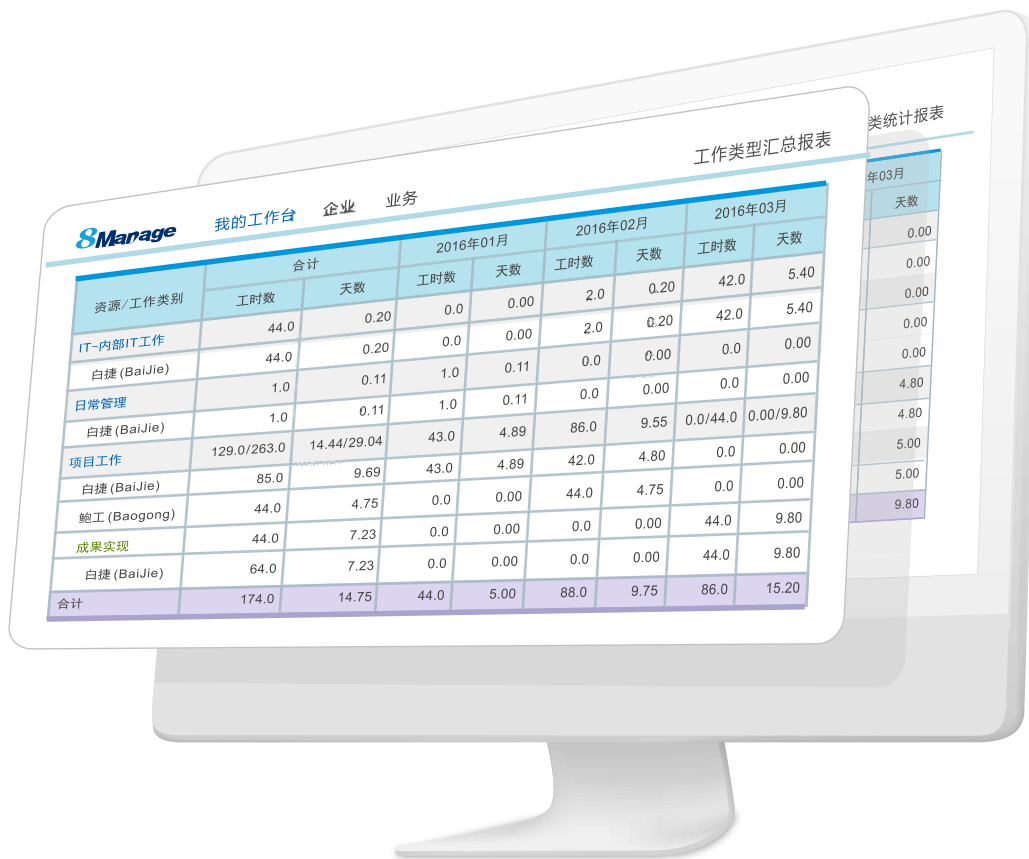 类统计报表
工作类型汇总报表
8Manage 我的工作台 企业 业务
年03月
天数
0.00
0.00
0.00
0.00
0.00
4.80
4.80
5.00
5.00
9.80
资源/工作类别 合计 2016年01月 2016年02月 2016年03月
工时数 天数 工时数 天数 工时数 天数 工时数 天数
IT-内部IT工作 44.0 0.20 0.0 0.00 2.0 0.20 42.0 5.40
白捷(BaiJie) 44.0 0.20 0.0 0.00 2.0 0.20 42.0 5.40
日常管理 1.0 0.11 1.0 0.11 0.0 0.00 0.0 0.00
白捷(BaiJie) 1.0 0.11 1.0 0.11 0.0 0.00 0.0 0.00
项目工作 129.0/263.0 14.44/29.04 43.0 4.89 86.0 9.55 0.0/44.0 0.00/9.80
白捷(BaiJie) 85.0 9.69 43.0 4.89 42.0 4.80 0.0 0.00
鲍工(Baogong) 44.0 4.75 0.0 0.00 44.0 4.75 0.0 0.00
成果实现 44.0 7.23 0.0 0.00 0.0 0.00 44.0 9.80
白捷(BaiJie) 64.0 7.23 0.0 0.00 0.0 0.00 44.0 9.80
合计 174.0 14.75 44.0 5.00 88.0 9.75 86.0 15.20